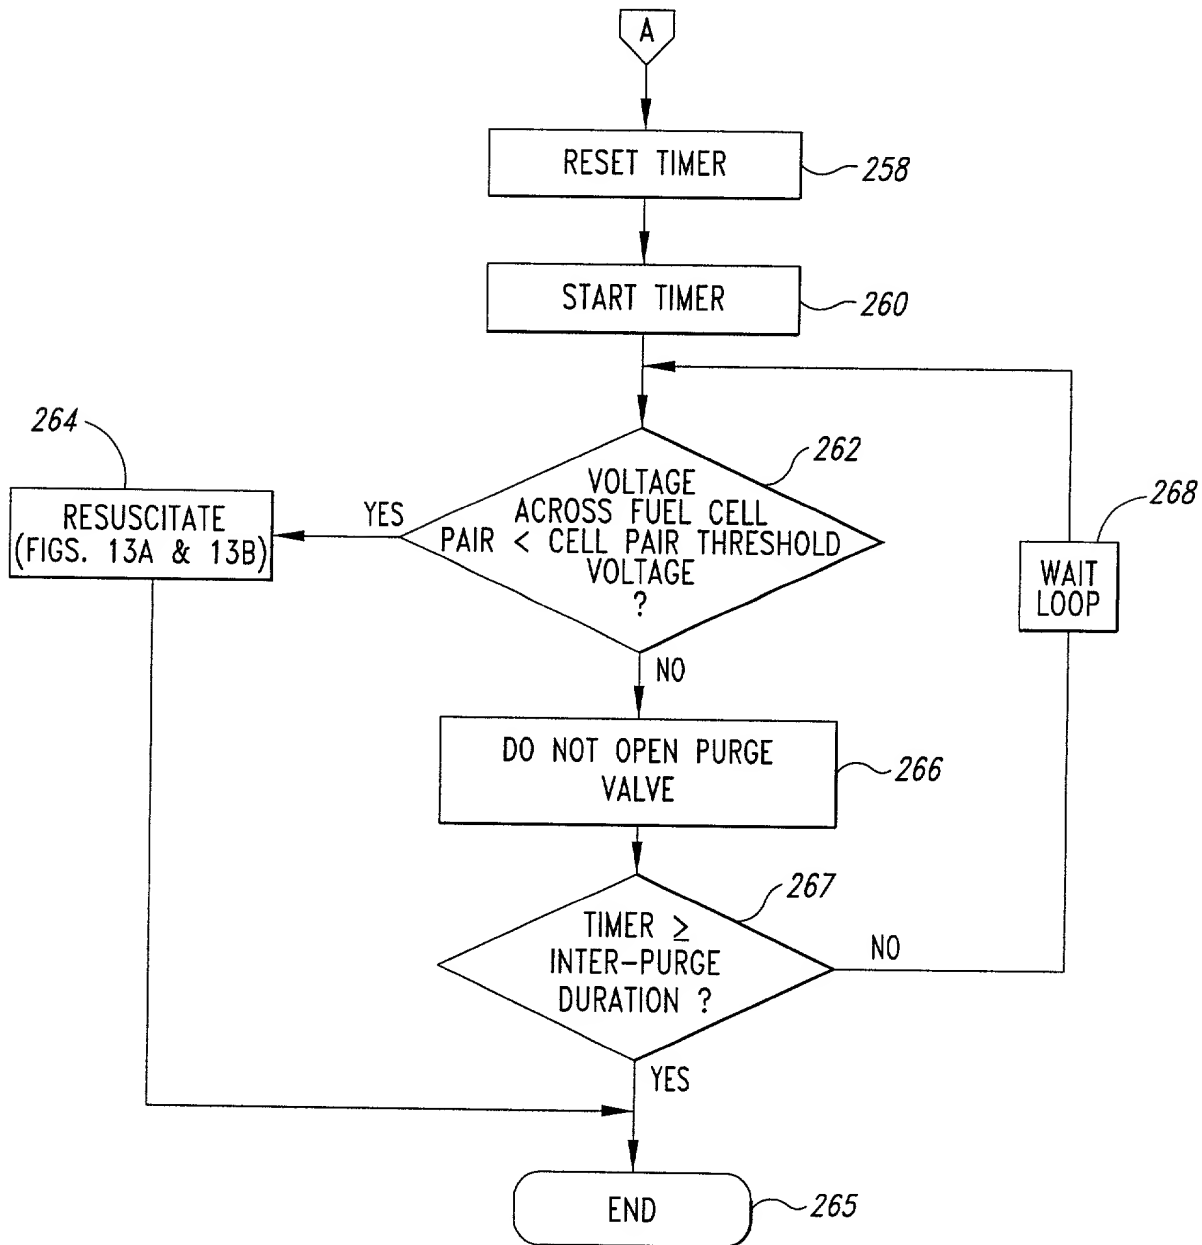 A
RESET TIMER
258
START TIMER
260
264
262
VOLTAGE
ACROSS FUEL CELL
PAIR < CELL PAIR THRESHOLD
VOLTAGE
?
YES
RESUSCITATE
(FIGS. 13A & 13B)
268
WAIT
LOOP
NO
DO NOT OPEN PURGE
VALVE
266
267
TIMER ≥
INTER-PURGE
DURATION ?
NO
YES
END
265